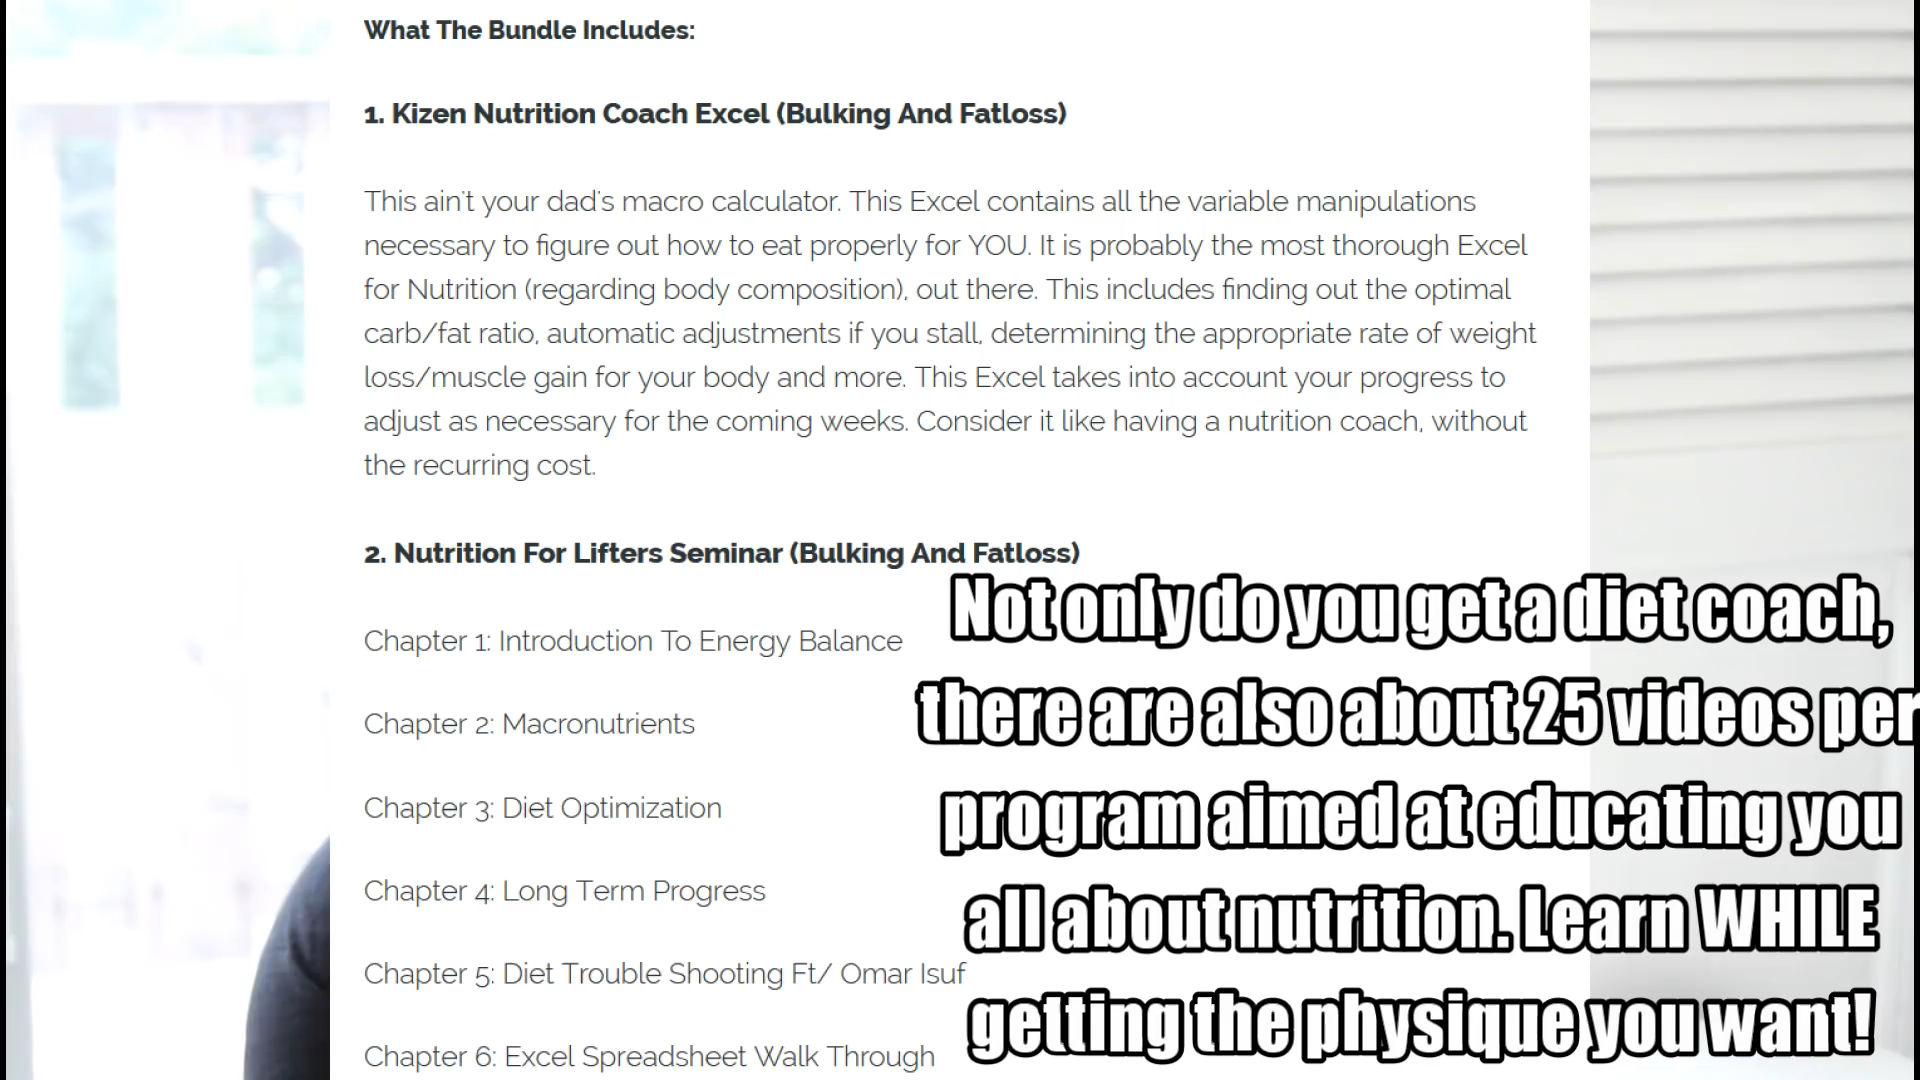 What The Bundle Includes:
1. Kizen Nutrition Coach Excel (Bulking And Fatloss)
This ain't your dad's macro calculator. This Excel contains all the variable manipulations
necessary to figure out how to eat properly for YOU. It is probably the most thorough Excel
for Nutrition (regarding body composition), out there. This includes finding out the optimal
carb/fat ratio, automatic adjustments if you stall, determining the appropriate rate of weight
loss/muscle gain for your body and more. This Excel takes into account your progress to
adjust as necessary for the coming weeks. Consider it like having a nutrition coach, without
the recurring cost.
2. Nutrition For Lifters Seminar (Bulking And Fatloss)
Chapter 1: Introduction To Energy Balance
Chapter 2: Macronutrients
Chapter 3: Diet Optimization
Chapter 4: Long Term Progress
Chapter 5: Diet Trouble Shooting Ft/ Omar Isuf
Chapter 6: Excel Spreadsheet Walk Through
Not only do you get a diet coach,
there are also about 25 videos per
program aimed at educating you
all about nutrition. Learn WHILE
getting the physique you want!